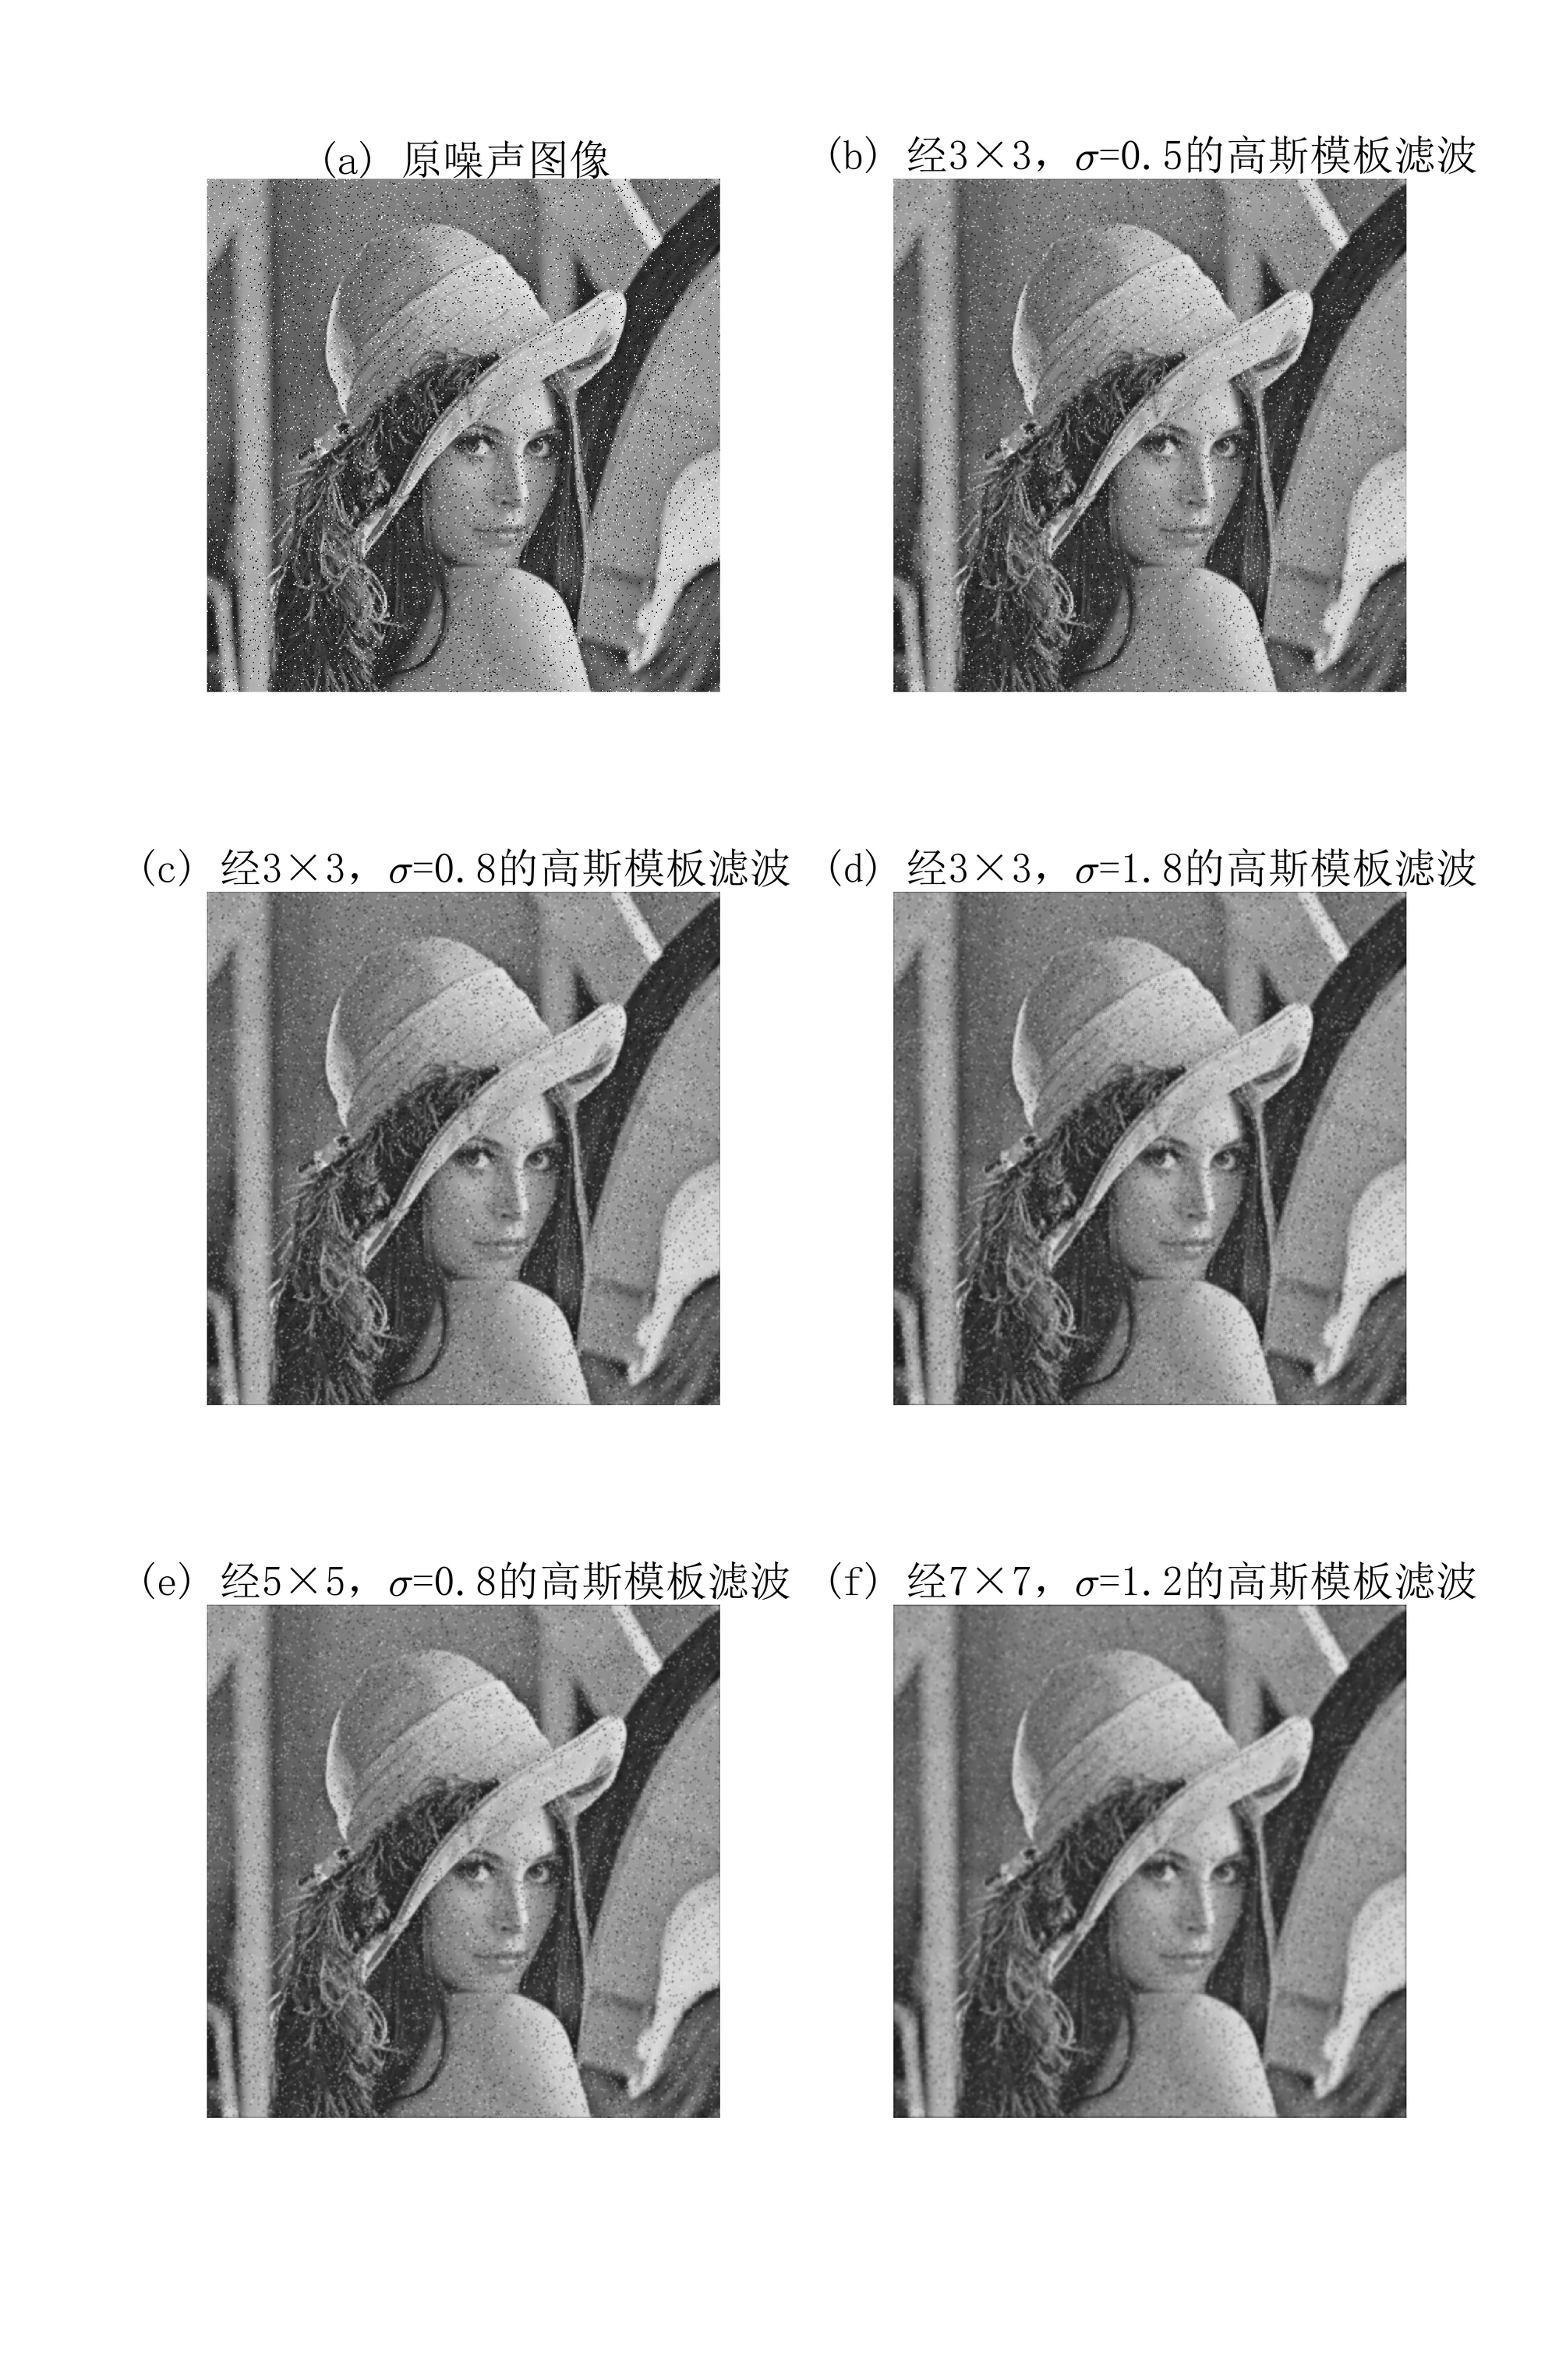 (a) 原噪声图像
(b) 经3×3，σ=0.5的高斯模板滤波
(c) 经3×3，σ=0.8的高斯模板滤波
(d) 经3×3，σ=1.8的高斯模板滤波
(e) 经5×5，σ=0.8的高斯模板滤波
(f) 经7×7，σ=1.2的高斯模板滤波